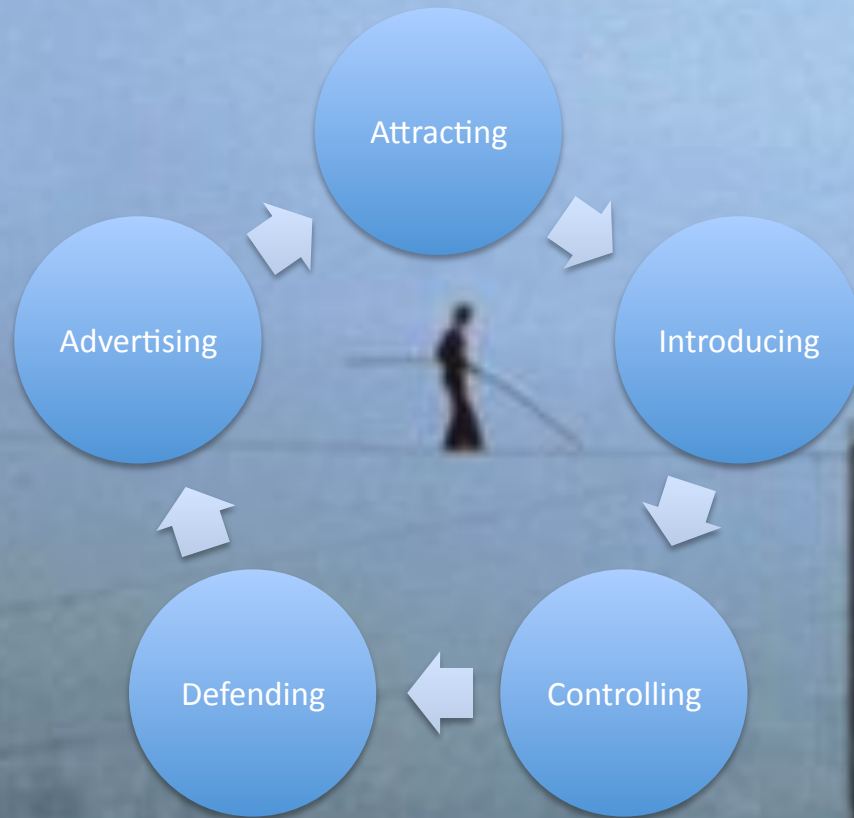 Attracting
Introducing
Controlling
Defending
Advertising